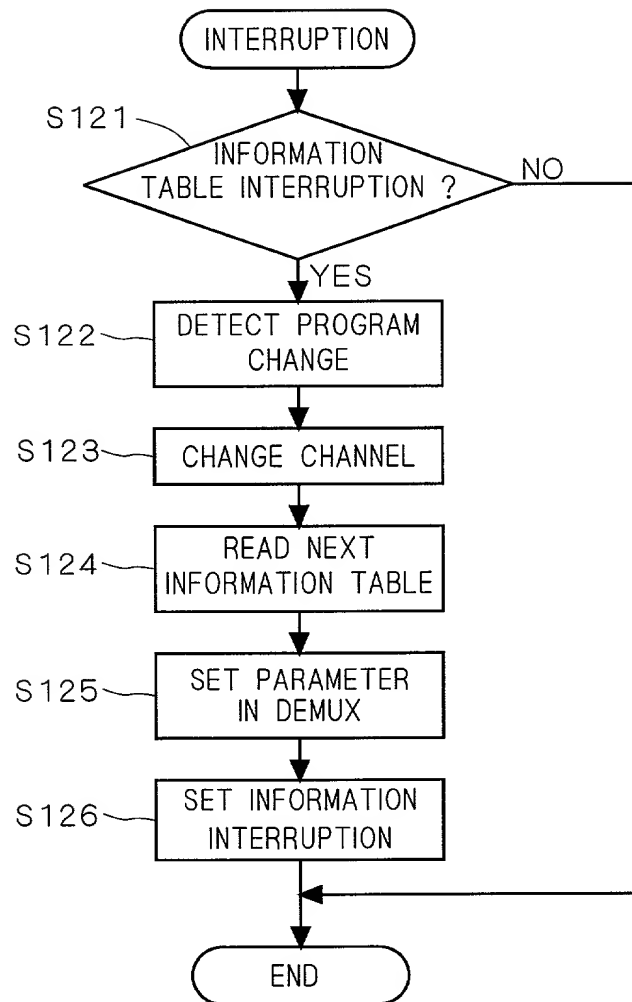 INTERRUPTION
S121
INFORMATION
TABLE INTERRUPTION ?
NO
YES
S122
DETECT PROGRAM
CHANGE
S123
CHANGE CHANNEL
S124
READ NEXT
INFORMATION TABLE
S125
SET PARAMETER
IN DEMUX
S126
SET INFORMATION
INTERRUPTION
END